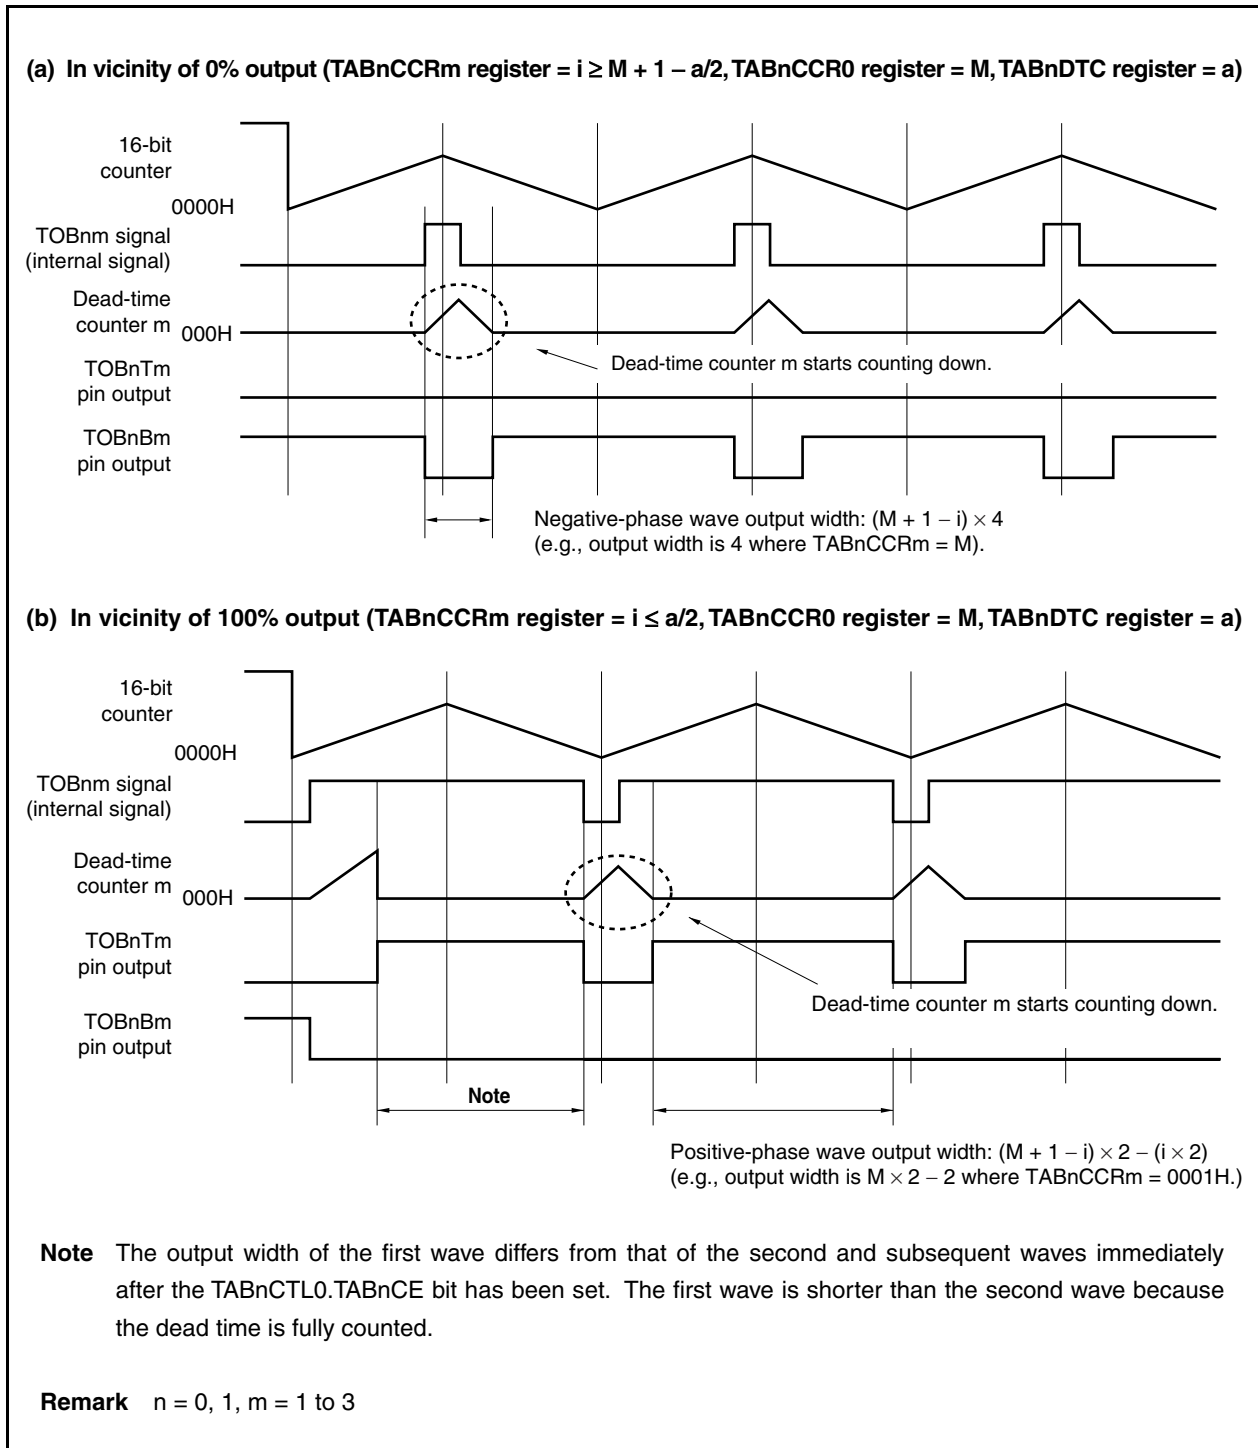 (a) In vicinity of 0% output (TABnCCRm register = i ≥ M + 1 – a/2, TABnCCR0 register = M, TABnDTC register = a)
16-bit
counter
0000H
TOBnm signal
(internal signal)
Dead-time
counter m
000H
Dead-time counter m starts counting down.
TOBnTm
pin output
TOBnBm
pin output
Negative-phase wave output width: (M + 1 – i) × 4
(e.g., output width is 4 where TABnCCRm = M).
(b) In vicinity of 100% output (TABnCCRm register = i ≤ a/2, TABnCCR0 register = M, TABnDTC register = a)
16-bit
counter
0000H
TOBnm signal
(internal signal)
Dead-time
counter m
000H
TOBnTm
pin output
Dead-time counter m starts counting down.
TOBnBm
pin output
Note
Positive-phase wave output width: (M + 1 – i) × 2 – (i × 2)
(e.g., output width is M × 2 – 2 where TABnCCRm = 0001H.)
Note The output width of the first wave differs from that of the second and subsequent waves immediately
after the TABnCTL0.TABnCE bit has been set. The first wave is shorter than the second wave because
the dead time is fully counted.
Remark n = 0, 1, m = 1 to 3